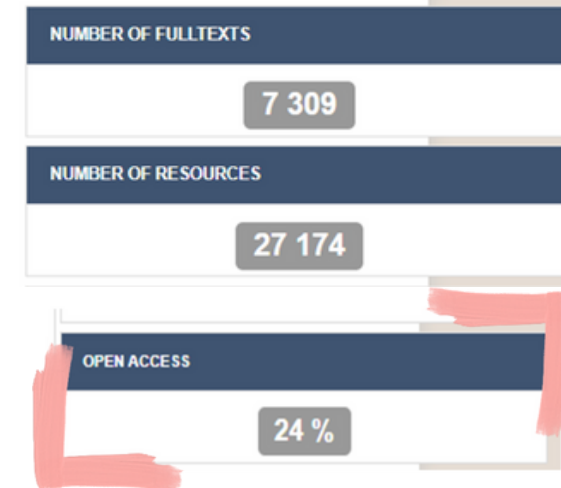 NUMBER OF FULLTEXTS
7 309
NUMBER OF RESOURCES
27 174
OPEN ACCESS
24 %